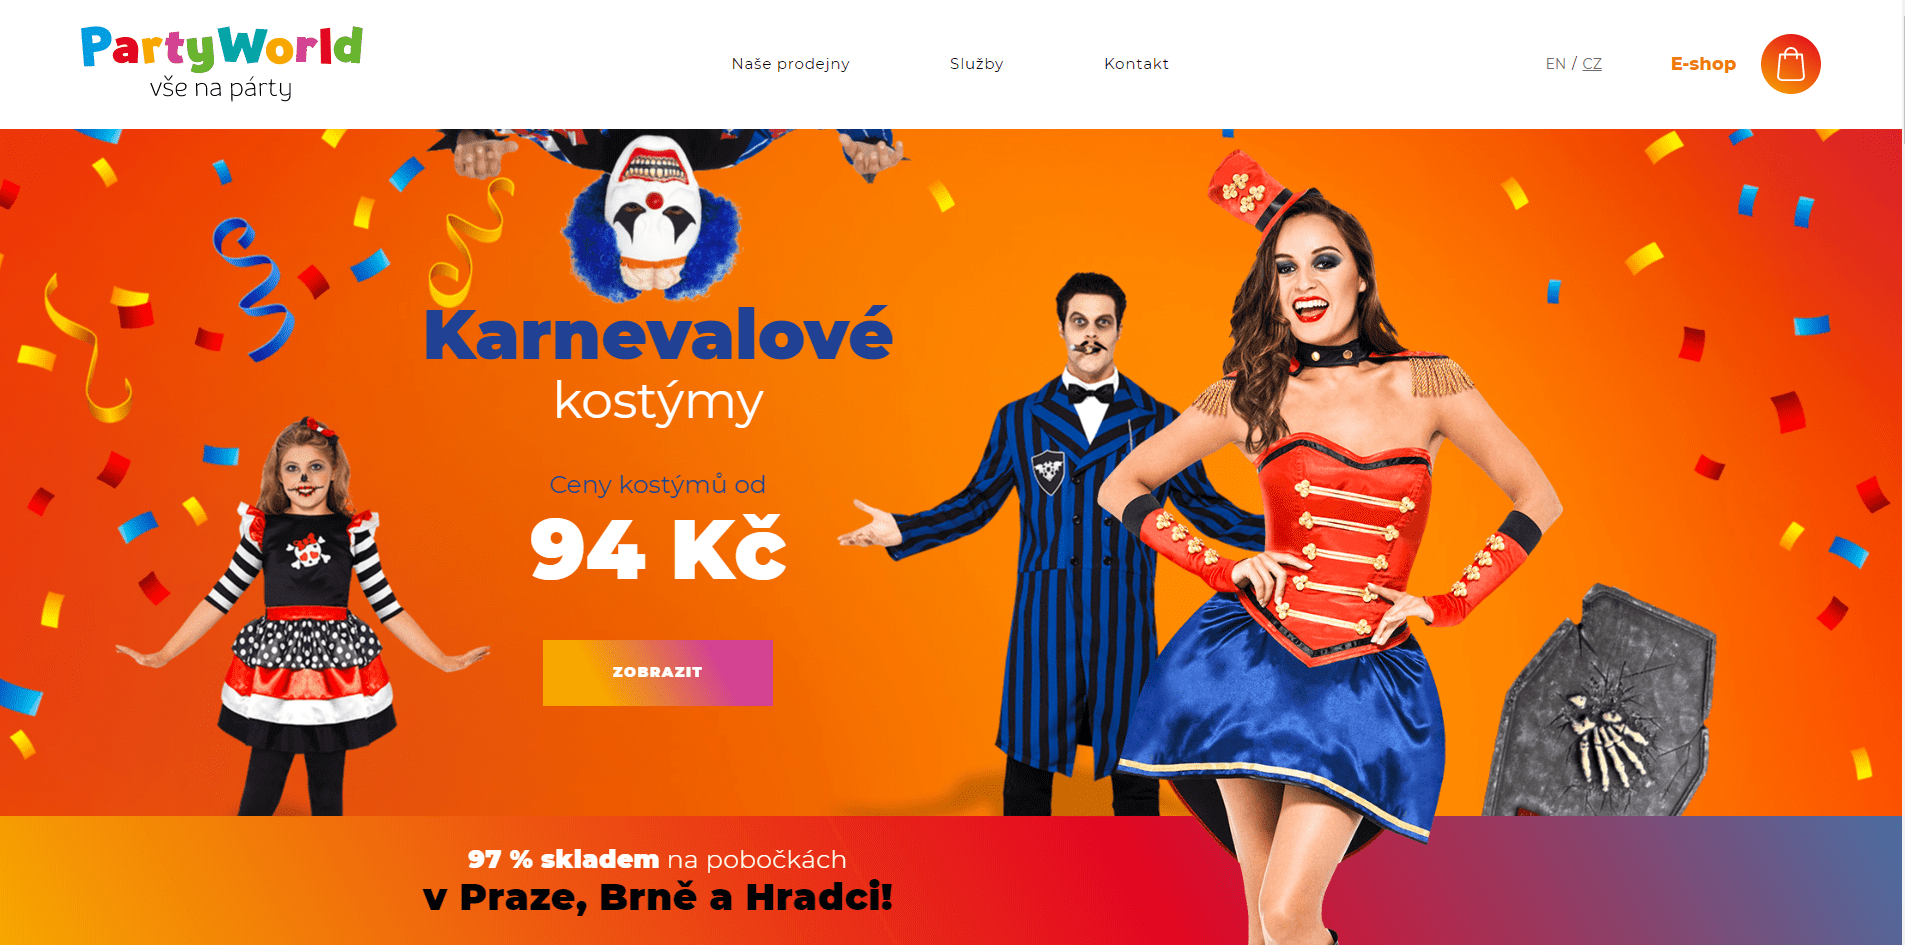 PartyWorld
vše na párty
Naše prodejny
Služby
Kontakt
EN / CZ
E-shop
Karnevalové
kostýmy
Ceny kostýmů od
94 Kč
ZOBRAZIT
97 % skladem na pobočkách
v Praze, Brně a Hradci!